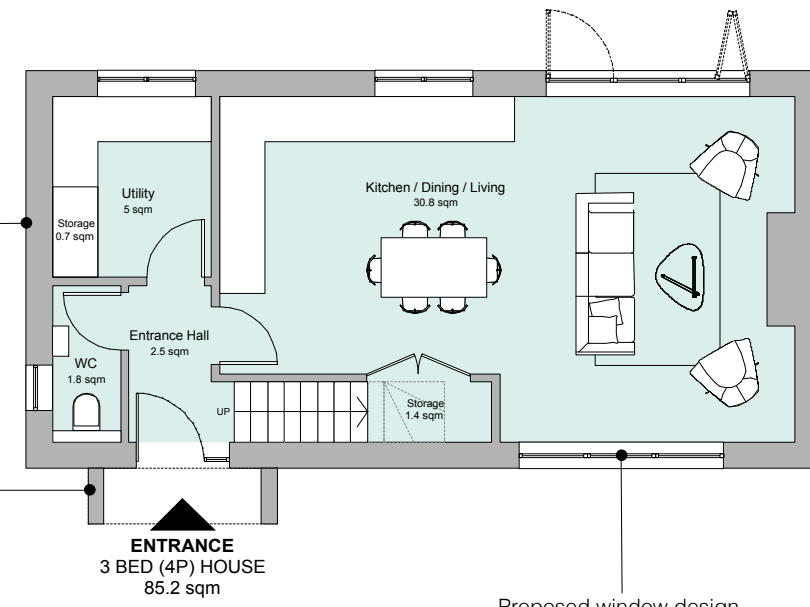 Utility
5 sqm
Storage
0.7 sqm
Kitchen / Dining / Living
30.8 sqm
Entrance Hall
2.5 sqm
WC
1.8 sqm
UP
Storage
1.4 sqm
ENTRANCE
3 BED (4P) HOUSE
85.2 sqm
Proposed window design